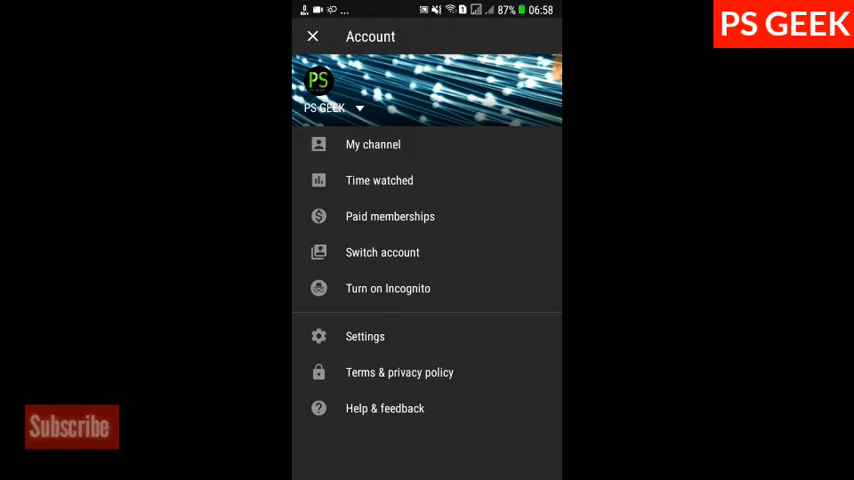 87% 06:58
PS GEEK
Account
PS
PS GEEK
My channel
Time watched
Paid memberships
Switch account
Turn on Incognito
Settings
Terms & privacy policy
Help & feedback
Subscribe